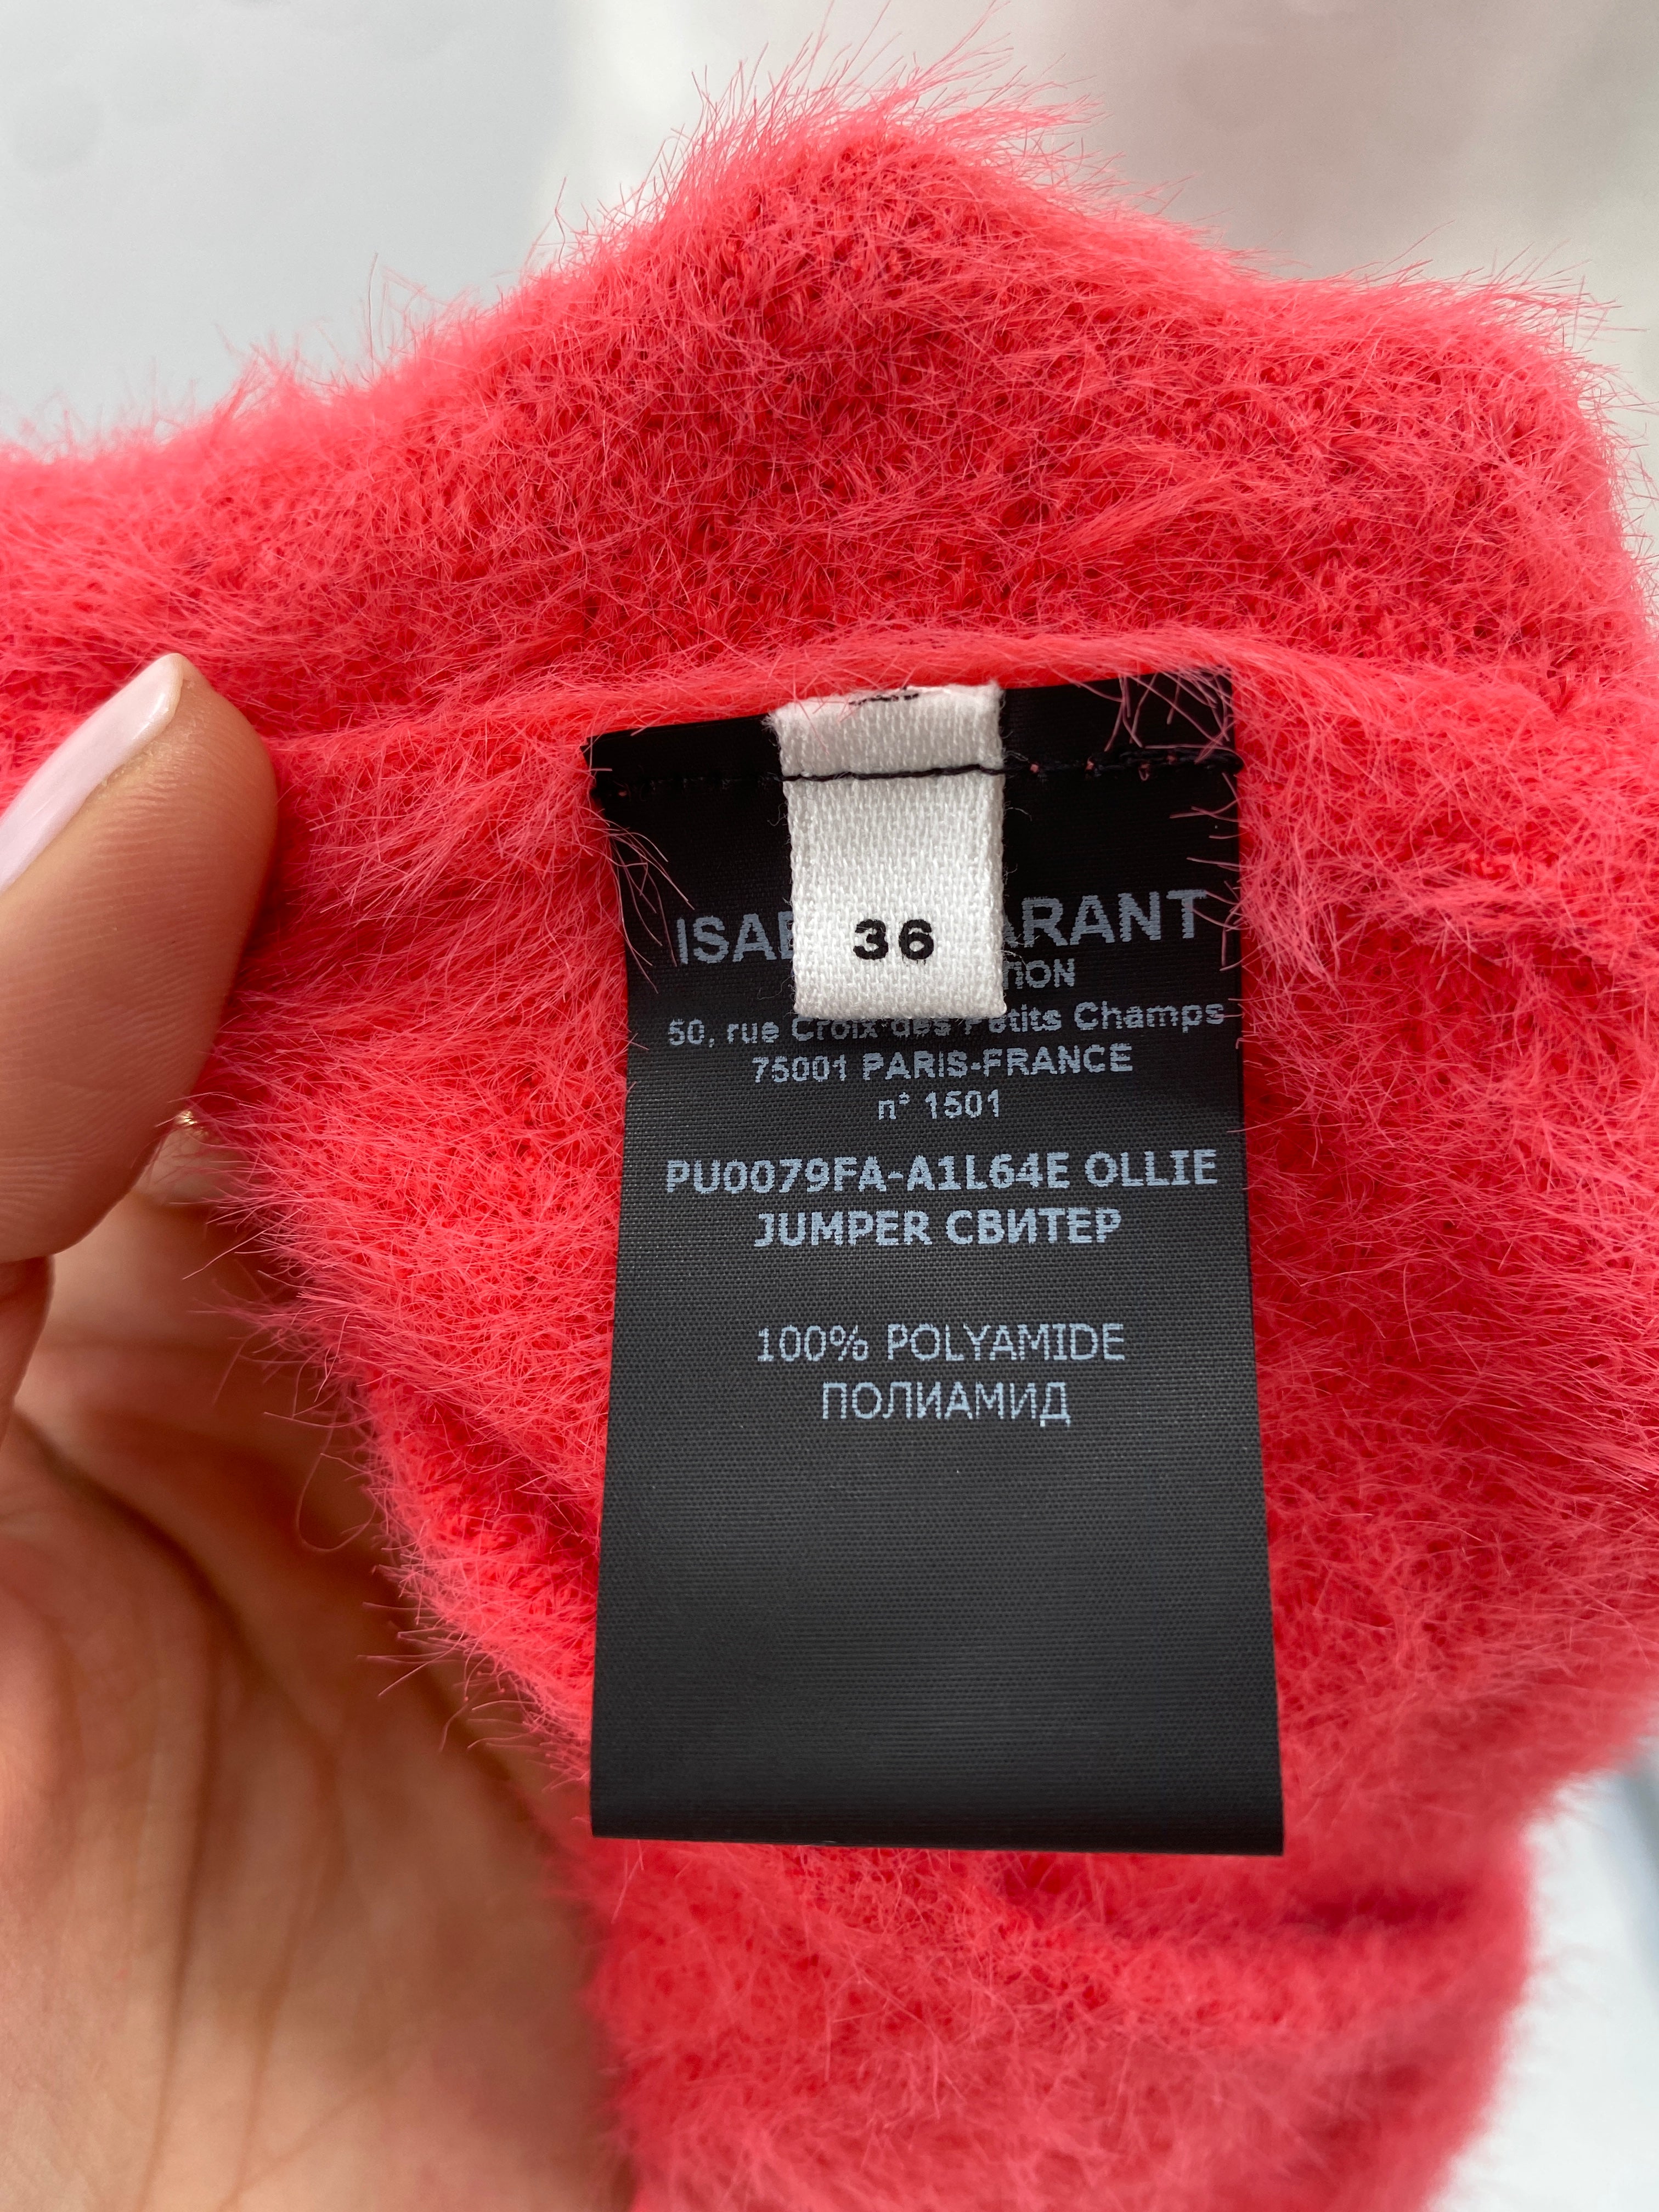 36
ARANT
50, rue Croix des Petits Champs
75001 PARIS-FRANCE
n° 1501
PU0079FA-A1L64E OLLIE
JUMPER СВИТЕР
100% POLYAMIDE
ПОЛИАМИД